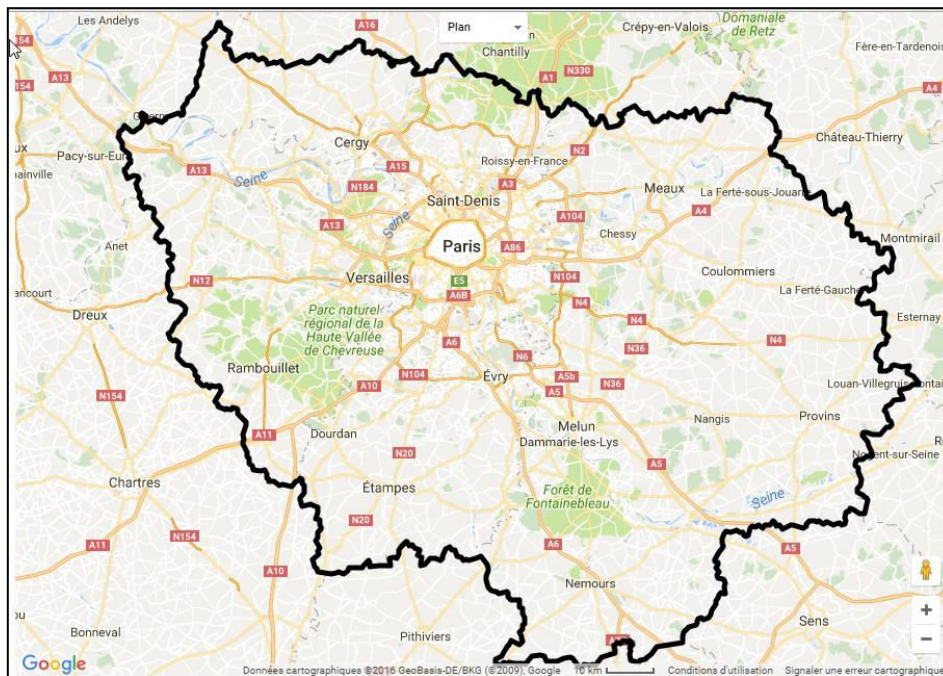 Les Andelys
A16
Plan
Crépy-en-Valois
Domaniale
de Retz
154
Chantilly
Fère-en-Tardenois
A13
A1
N330
154
A4
Cergy
N2
Château-Thierry
Pacy-sur-Eure
A15
Roissy-en-France
A13
Seine
N184
A3
Meaux
La Ferté-sous-Jouarre
Saint-Denis
A4
A13
Seine
A104
Anet
Paris
A86
Chessy
Montmirail
N12
Versailles
N104
Coulommiers
E5
La Ferté-Gaucher
A6B
N4
Dreux
Parc naturel
régional de la
Haute Vallée
de Chevreuse
N4
Esternay
A6
N4
N36
N6
Rambouillet
N104
Évry
A5b
N36
Louan-Villegruis-Fontaine
A10
A5
N154
Nangis
Provins
A11
Dourdan
Melun
Dammarie-les-Lys
N20
Nogent-sur-Seine
A5
Chartres
Étampes
Forêt de
Fontainebleau
Seine
N20
N154
A11
A6
A5
A10
Nemours
Bonneval
Pithiviers
Sens
Google
Données cartographiques ©2016 GeoBasis-DE/BKG (©2009), Google 10 km Conditions d'utilisation Signaler une erreur cartographique